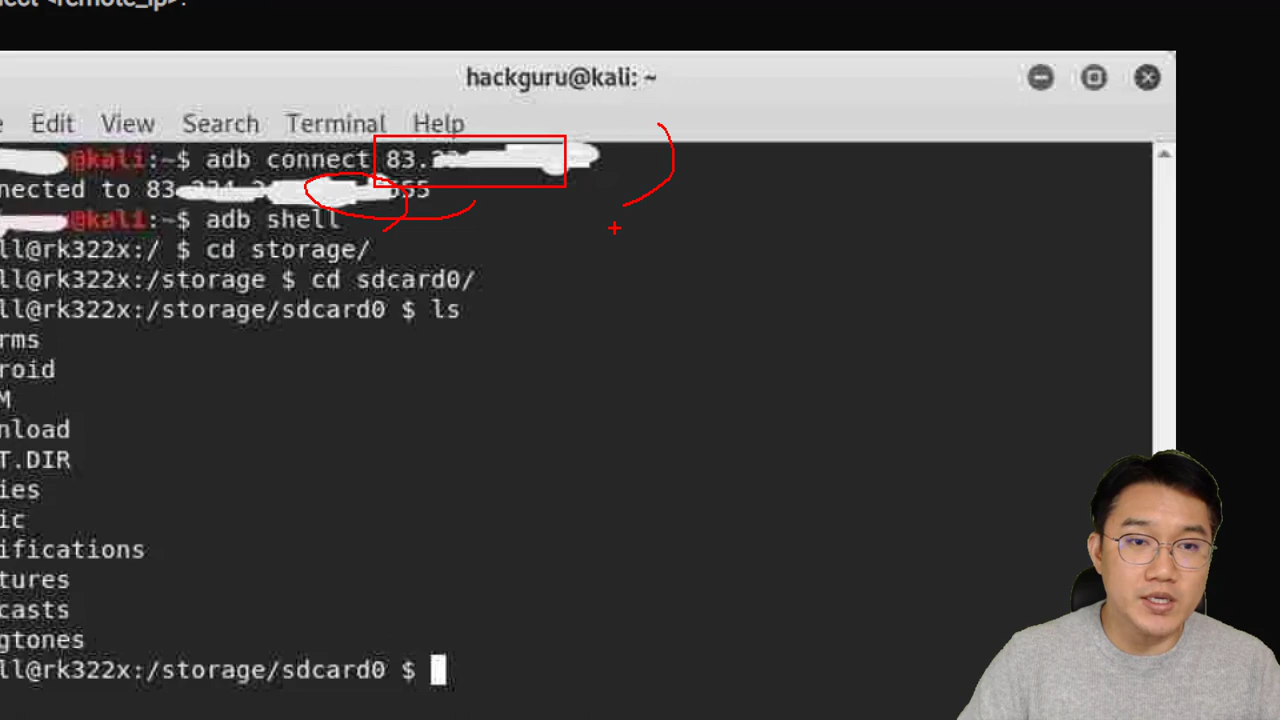 hackguru@kali: ~
Edit View Search Terminal Help
@kali:~$ adb connect 83.
nected to 83
@kali:~$ adb shell
ll@rk322x:/ $ cd storage/
ll@rk322x:/storage $ cd sdcard0/
ll@rk322x:/storage/sdcard0 $ ls
rms
roid
M
nload
T.DIR
ies
ic
ifications
tures
casts
gtones
ll@rk322x:/storage/sdcard0 $